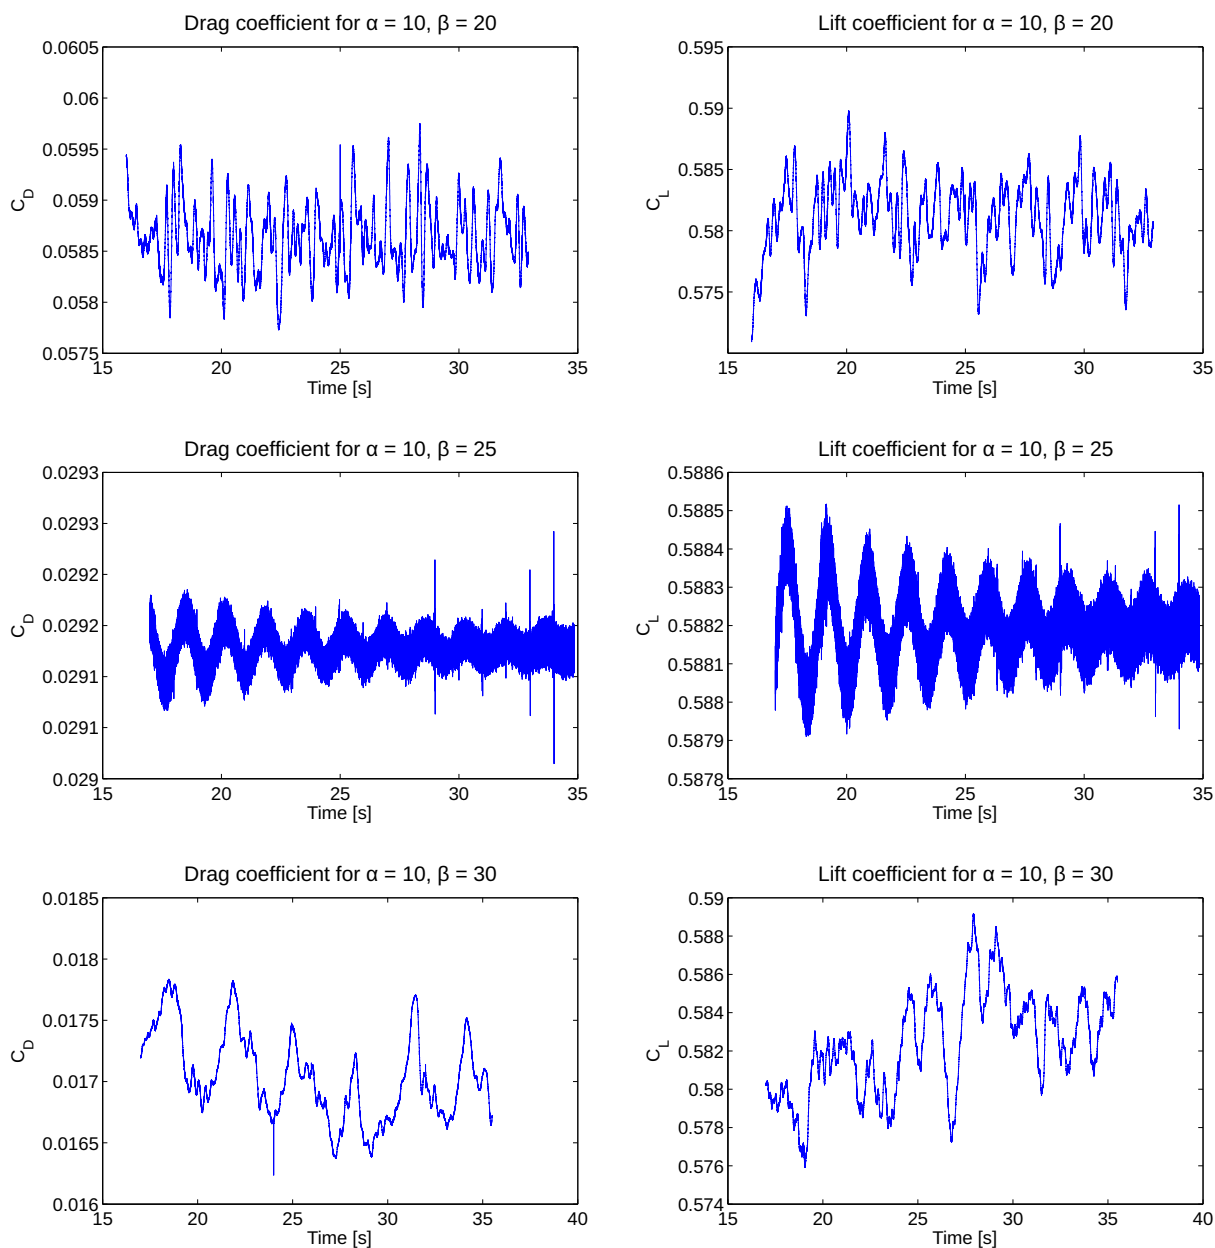 Drag coefficient for α = 10, β = 20
0.0605
0.06
0.0595
0.059
0.0585
0.058
0.0575
C_D
15 20 25 30 35
Time [s]
Lift coefficient for α = 10, β = 20
0.595
0.59
0.585
0.58
0.575
C_L
15 20 25 30 35
Time [s]
Drag coefficient for α = 10, β = 25
0.0293
0.0293
0.0292
0.0292
0.0291
0.0291
0.029
C_D
15 20 25 30 35
Time [s]
Lift coefficient for α = 10, β = 25
0.5886
0.5885
0.5884
0.5883
0.5882
0.5881
0.588
0.5879
0.5878
C_L
15 20 25 30 35
Time [s]
Drag coefficient for α = 10, β = 30
0.0185
0.018
0.0175
0.017
0.0165
0.016
C_D
15 20 25 30 35 40
Time [s]
Lift coefficient for α = 10, β = 30
0.59
0.588
0.586
0.584
0.582
0.58
0.578
0.576
0.574
C_L
15 20 25 30 35 40
Time [s]